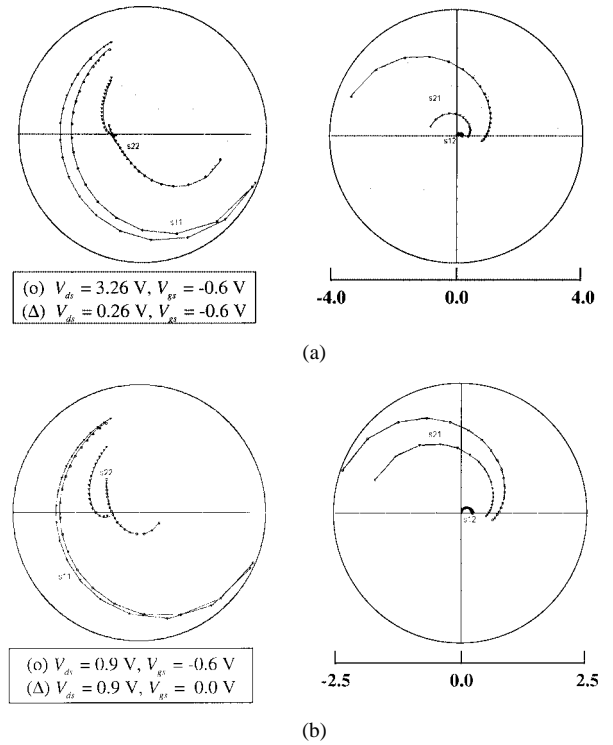 s21
s12
s22
s11
(o) V_ds = 3.26 V, V_gs = -0.6 V
(Δ) V_ds = 0.26 V, V_gs = -0.6 V
-4.0 0.0 4.0
(a)
s21
s22
s12
s11
(o) V_ds = 0.9 V, V_gs = -0.6 V
(Δ) V_ds = 0.9 V, V_gs = 0.0 V
-2.5 0.0 2.5
(b)